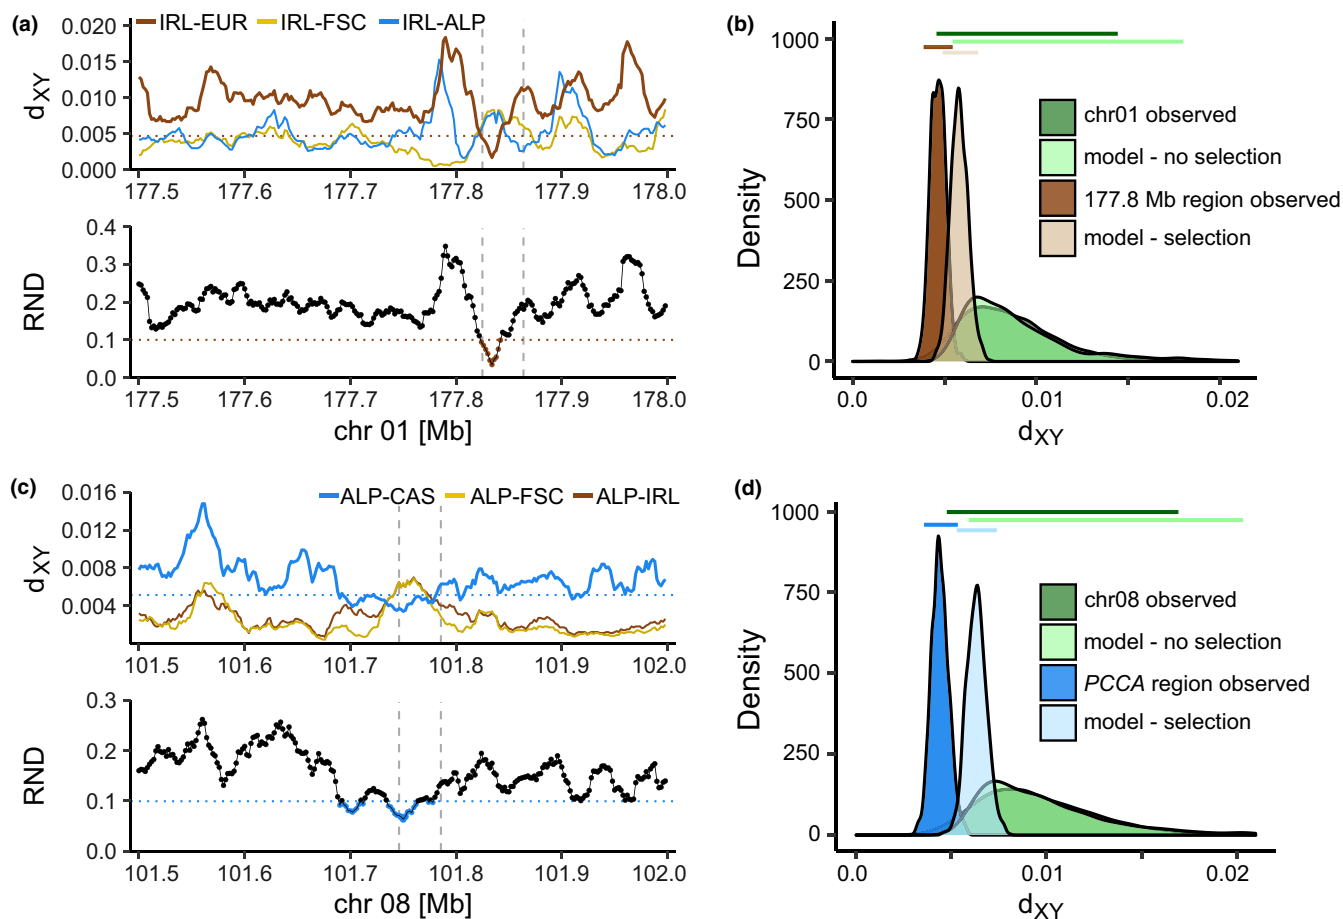 (a)
IRL-EUR IRL-FSC IRL-ALP
0.020
0.015
0.010
0.005
0.000
dXY
177.5 177.6 177.7 177.8 177.9 178.0
0.4
0.3
0.2
0.1
0.0
RND
177.5 177.6 177.7 177.8 177.9 178.0
chr 01 [Mb]
(b)
1000
750
500
250
0
Density
chr01 observed
model - no selection
177.8 Mb region observed
model - selection
0.0 0.01 0.02
dXY
(c)
ALP-CAS ALP-FSC ALP-IRL
0.016
0.012
0.008
0.004
dXY
101.5 101.6 101.7 101.8 101.9 102.0
0.3
0.2
0.1
0.0
RND
101.5 101.6 101.7 101.8 101.9 102.0
chr 08 [Mb]
(d)
1000
750
500
250
0
Density
chr08 observed
model - no selection
PCCA region observed
model - selection
0.0 0.01 0.02
dXY